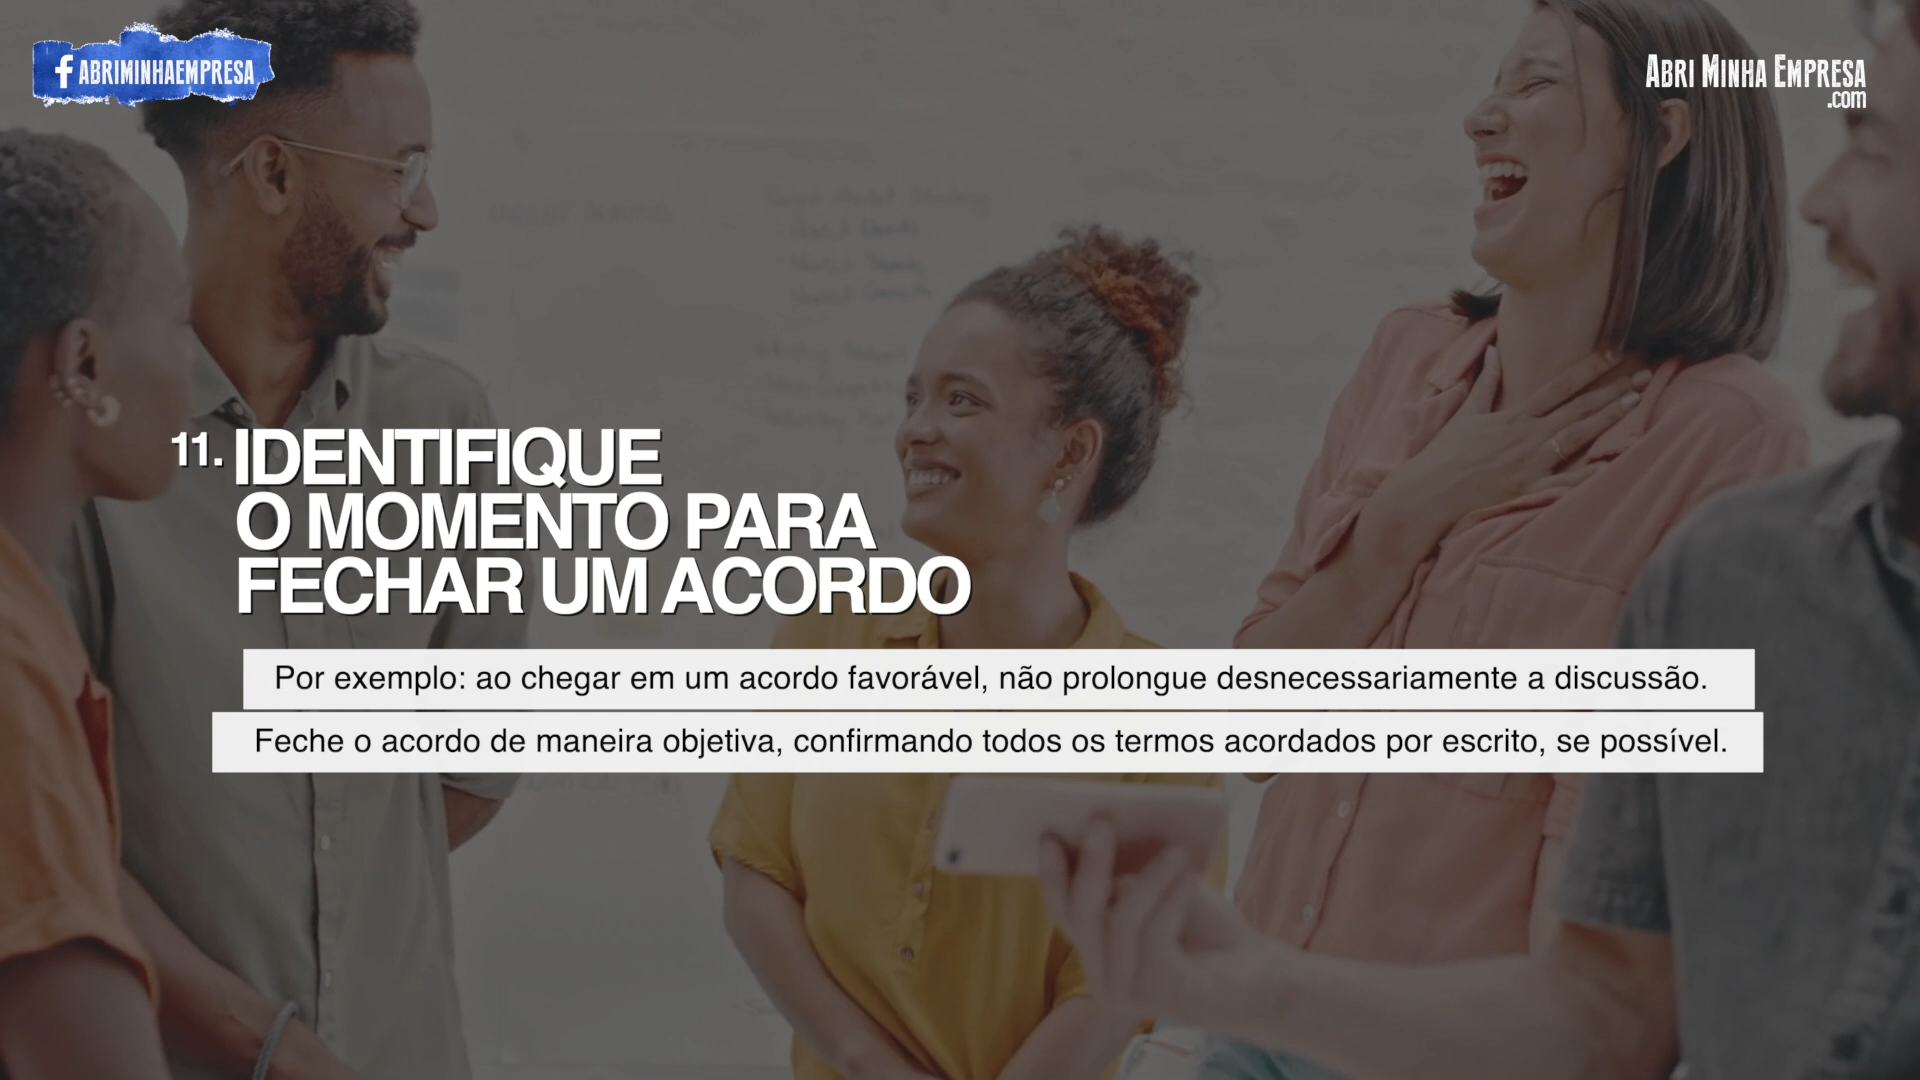 ABRIMINHAEMPRESA
ABRI MINHA EMPRESA
.com
11. IDENTIFIQUE
O MOMENTO PARA
FECHAR UM ACORDO
Por exemplo: ao chegar em um acordo favorável, não prolongue desnecessariamente a discussão.
Feche o acordo de maneira objetiva, confirmando todos os termos acordados por escrito, se possível.